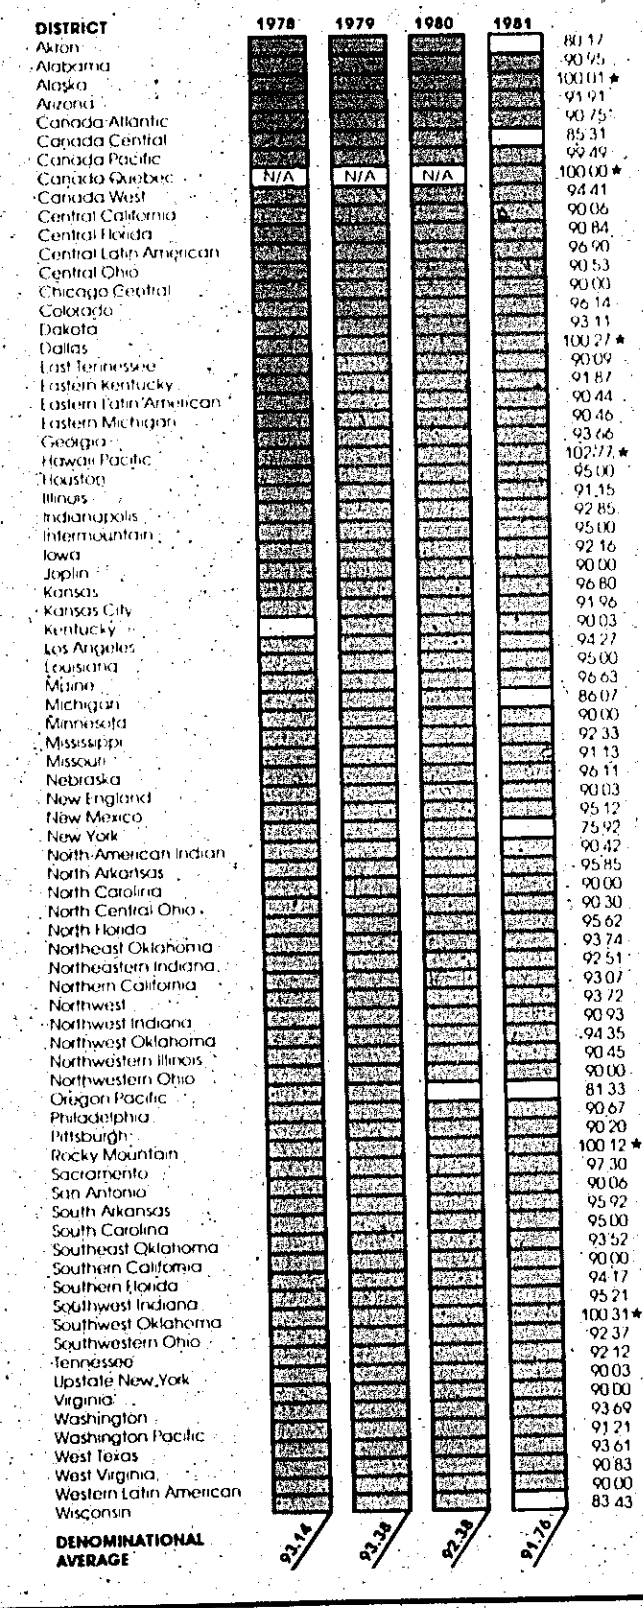 DISTRICT 1978 1979 1980 1981
Akron 80.17
Alabama 90.95
Alaska 100.01 ★
Arizona 91.91
Canada Atlantic 90.75
Canada Central 85.31
Canada Pacific 99.49
Canada Quebec N/A N/A N/A 100.00 ★
Canada West 94.41
Central California 90.06
Central Florida 90.84
Central Latin American 96.90
Central Ohio 90.53
Chicago Central 90.00
Colorado 96.14
Dakota 93.11
Dallas 100.27 ★
East Tennessee 90.09
Eastern Kentucky 91.87
Eastern Latin American 90.44
Eastern Michigan 90.46
Georgia 93.66
Hawaii Pacific 102.77 ★
Houston 95.00
Illinois 91.15
Indianapolis 92.85
Intermountain 95.00
Iowa 92.16
Joplin 90.00
Kansas 96.80
Kansas City 91.96
Kentucky 90.03
Los Angeles 94.27
Louisiana 95.00
Maine 96.63
Michigan 86.07
Minnesota 90.00
Mississippi 92.33
Missouri 91.13
Nebraska 96.11
New England 90.03
New Mexico 95.12
New York 75.92
North American Indian 90.42
North Arkansas 95.85
North Carolina 90.00
North Central Ohio 90.30
North Florida 95.62
Northeast Oklahoma 93.74
Northeastern Indiana 92.51
Northern California 93.07
Northwest 93.72
Northwest Indiana 90.93
Northwest Oklahoma 94.35
Northwestern Illinois 90.45
Northwestern Ohio 90.00
Oregon Pacific 81.33
Philadelphia 90.67
Pittsburgh 90.20
Rocky Mountain 100.12 ★
Sacramento 97.30
San Antonio 90.06
South Arkansas 95.92
South Carolina 95.00
Southeast Oklahoma 93.52
Southern California 90.00
Southern Florida 94.17
Southwest Indiana 95.21
Southwest Oklahoma 100.31 ★
Southwestern Ohio 92.37
Tennessee 92.12
Upstate New York 90.03
Virginia 90.00
Washington 93.69
Washington Pacific 91.21
West Texas 93.61
West Virginia 90.83
Western Latin American 90.00
Wisconsin 83.43
DENOMINATIONAL
AVERAGE 93.14 93.38 92.38 91.76